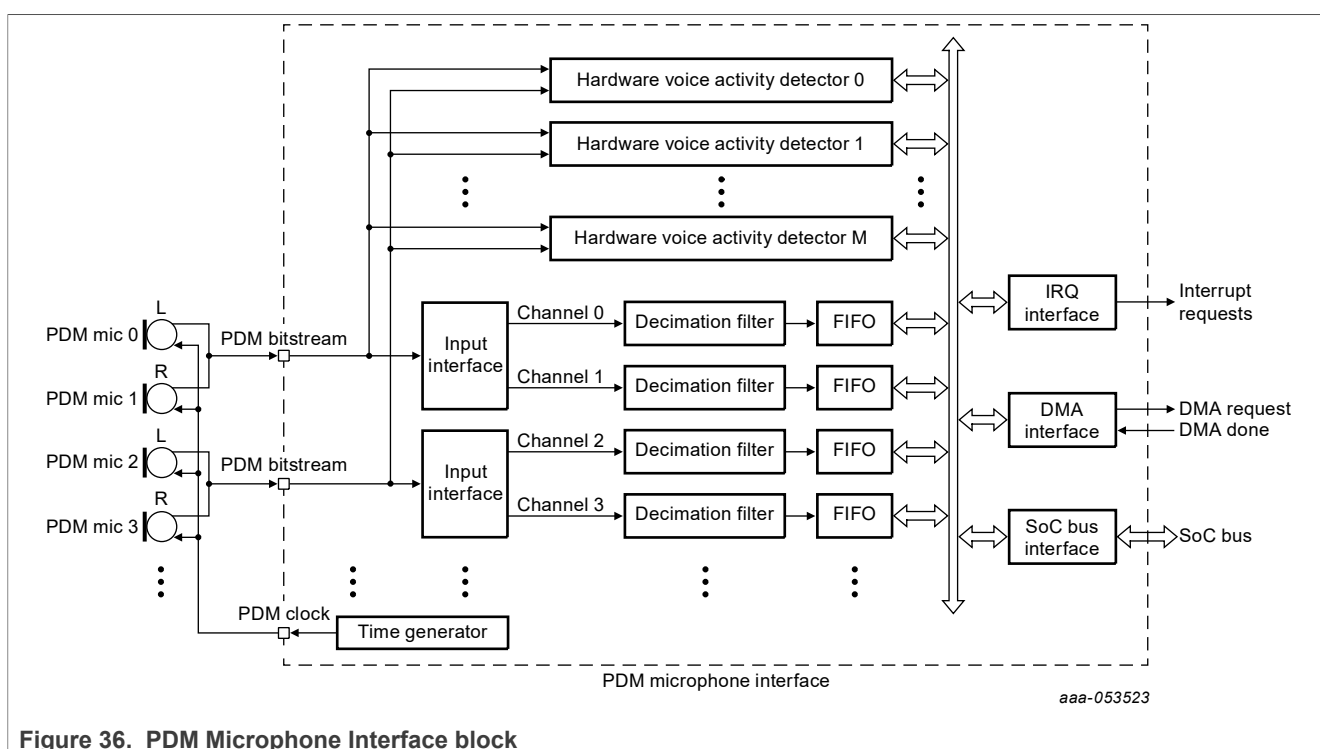 Hardware voice activity detector 0
Hardware voice activity detector 1
Hardware voice activity detector M
IRQ
interface
Interrupt
requests
L
PDM mic 0
R
PDM mic 1
L
PDM mic 2
R
PDM mic 3
PDM bitstream
PDM bitstream
Input
interface
Input
interface
Channel 0
Decimation filter
FIFO
Channel 1
Decimation filter
FIFO
Channel 2
Decimation filter
FIFO
Channel 3
Decimation filter
FIFO
DMA
interface
DMA request
DMA done
SoC bus
interface
SoC bus
PDM clock
Time generator
PDM microphone interface
aaa-053523
Figure 36. PDM Microphone Interface block